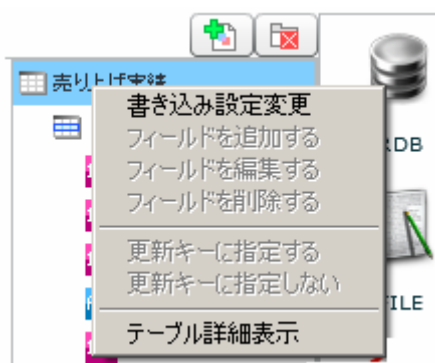 売り上げ実績
書き込み設定変更
フィールドを追加する
フィールドを編集する
フィールドを削除する
更新キーに指定する
更新キーに指定しない
テーブル詳細表示
RDB
ILE